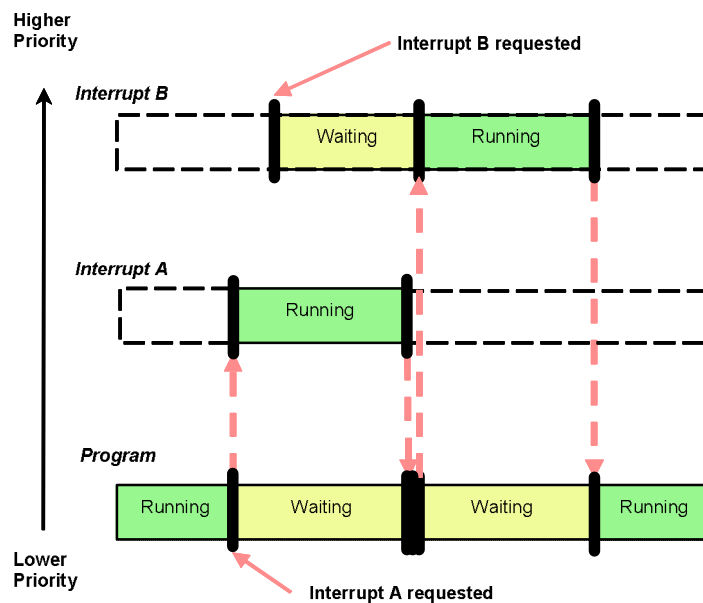 Higher
Priority
Interrupt B requested
Interrupt B
Waiting
Running
Interrupt A
Running
Program
Running
Waiting
Waiting
Running
Lower
Priority
Interrupt A requested